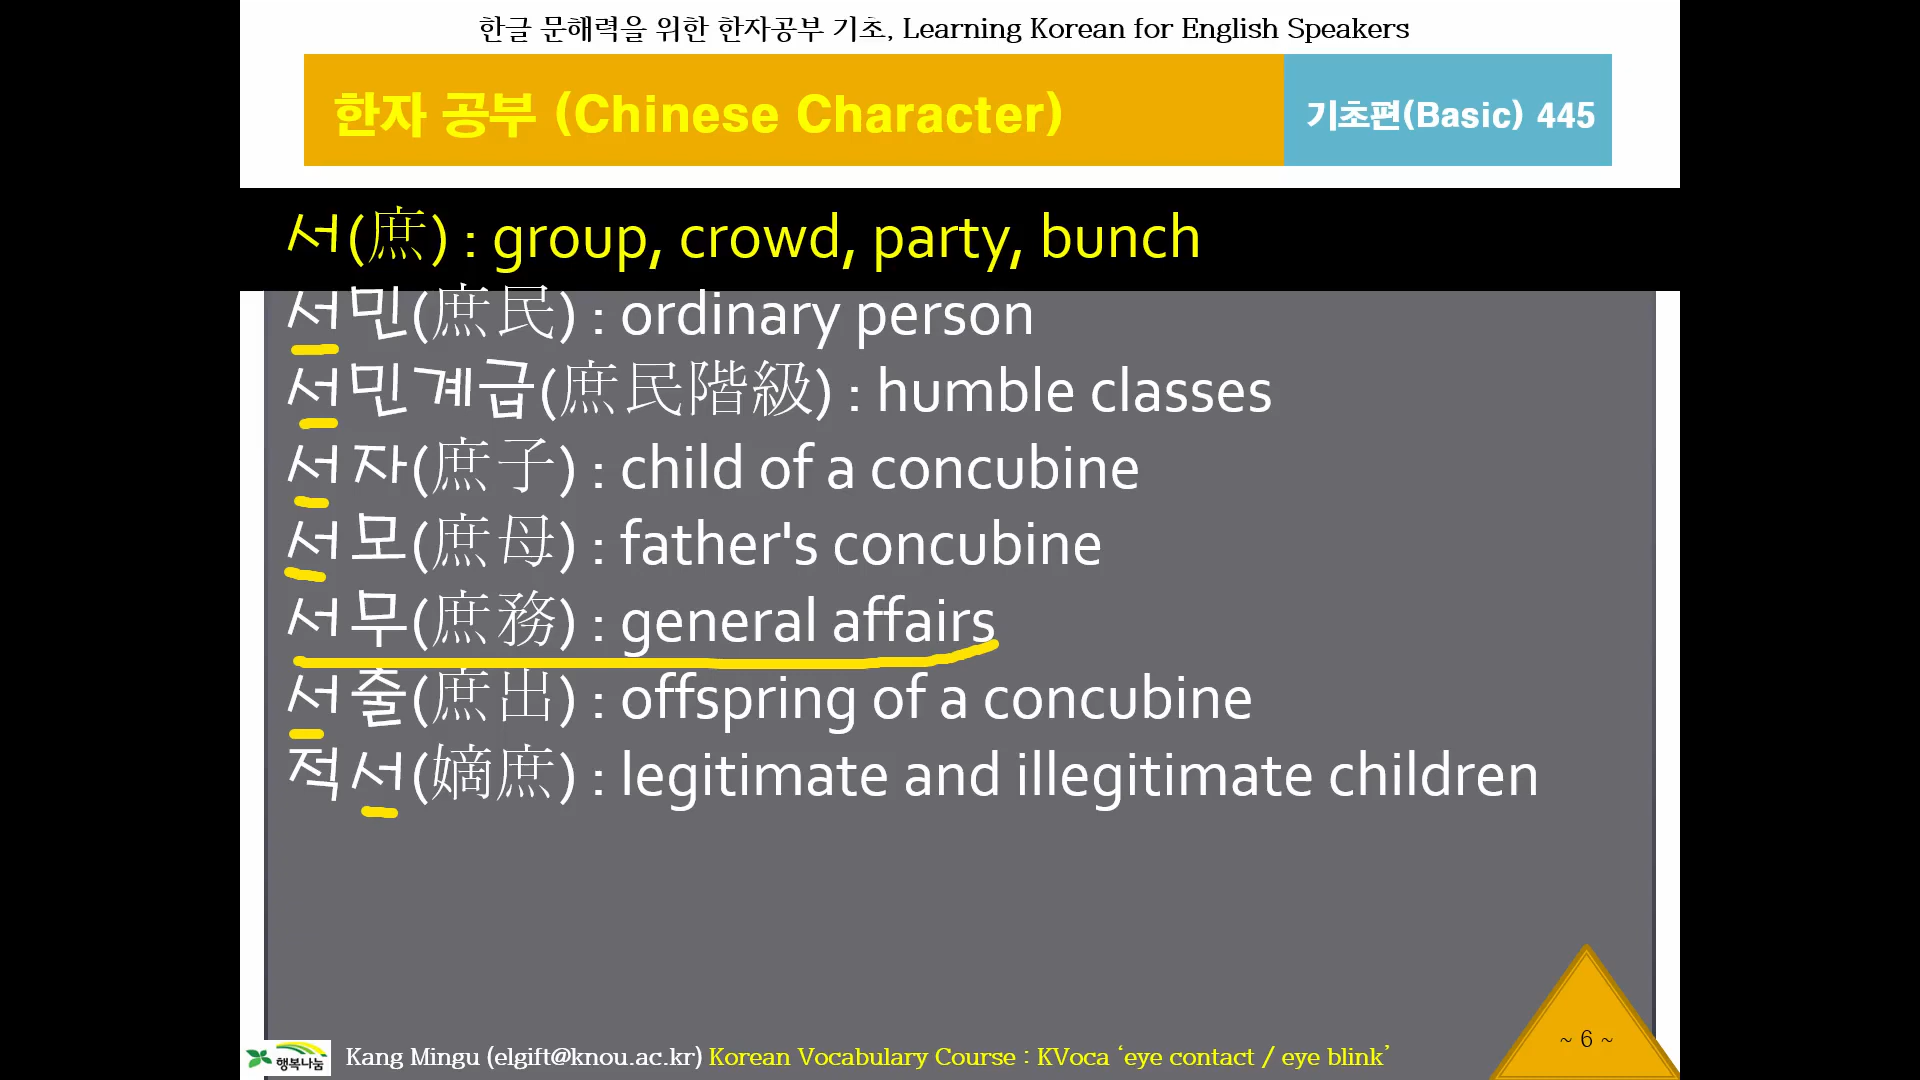 한글 문해력을 위한 한자공부 기초, Learning Korean for English Speakers
한자 공부 (Chinese Character)
기초편(Basic) 445
서(庶) : group, crowd, party, bunch
서민(庶民) : ordinary person
서민계급(庶民階級) : humble classes
서자(庶子) : child of a concubine
서모(庶母) : father's concubine
서무(庶務) : general affairs
서출(庶出) : offspring of a concubine
적서(嫡庶) : legitimate and illegitimate children
~ 6 ~
행복나눔
Kang Mingu (elgift@knou.ac.kr) Korean Vocabulary Course : KVoca ‘eye contact / eye blink’